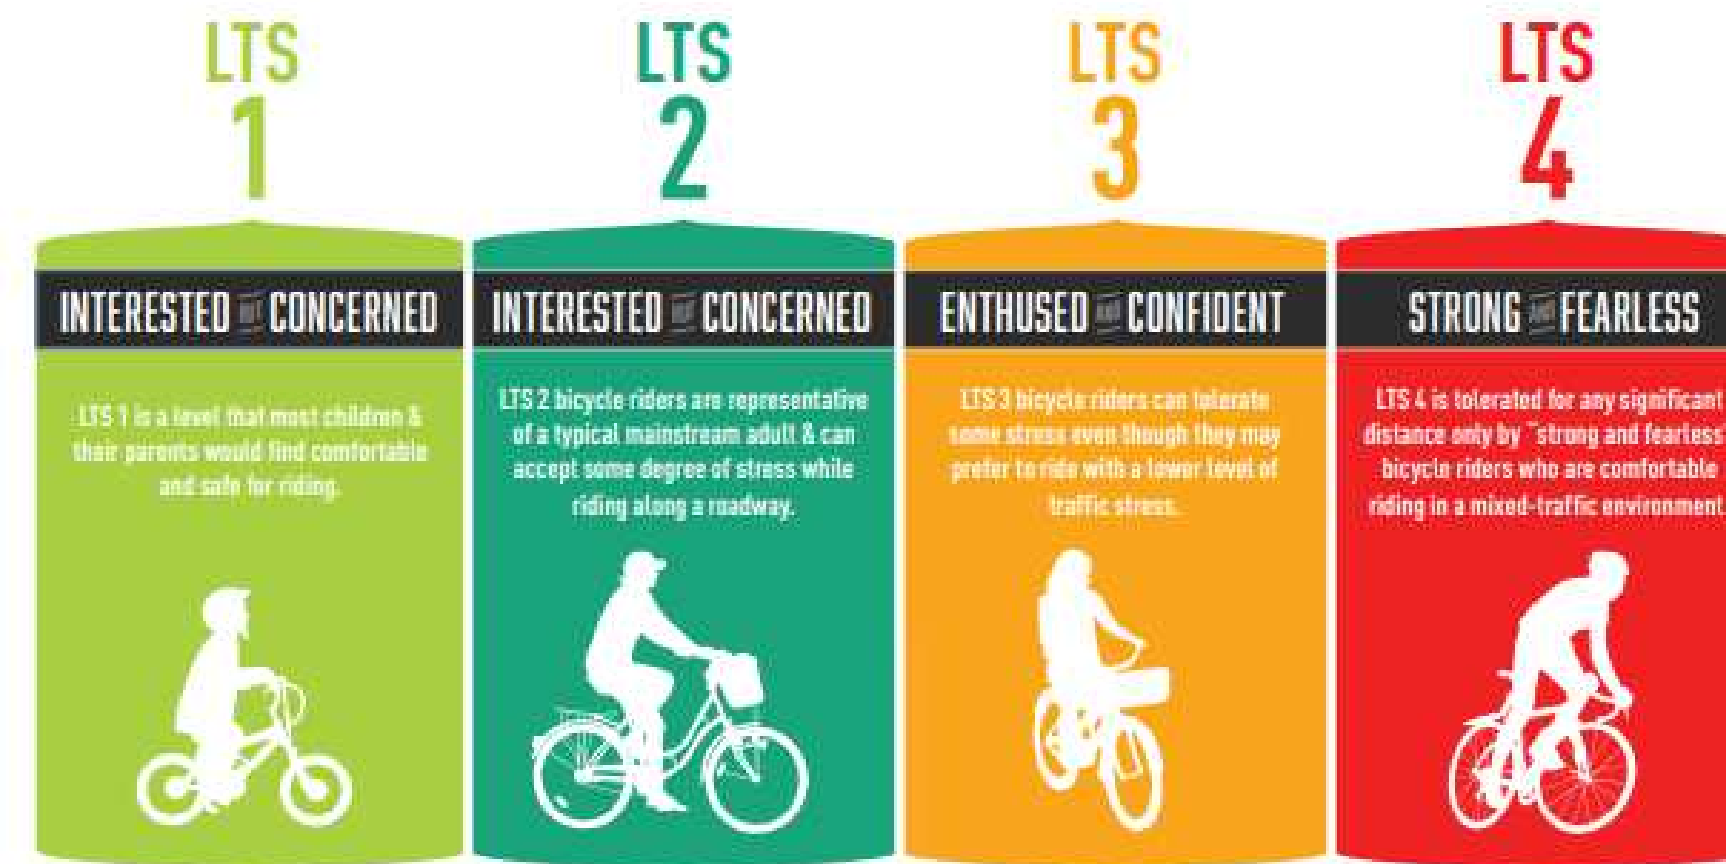 LTS
1
INTERESTED BUT CONCERNED
LTS 1 is a level that most children &
their parents would find comfortable
and safe for riding.
LTS
2
INTERESTED BUT CONCERNED
LTS 2 bicycle riders are representative
of a typical mainstream adult & can
accept some degree of stress while
riding along a roadway.
LTS
3
ENTHUSED AND CONFIDENT
LTS 3 bicycle riders can tolerate
some stress even though they may
prefer to ride with a lower level of
traffic stress.
LTS
4
STRONG AND FEARLESS
LTS 4 is tolerated for any significant
distance only by "strong and fearless"
bicycle riders who are comfortable
riding in a mixed-traffic environment